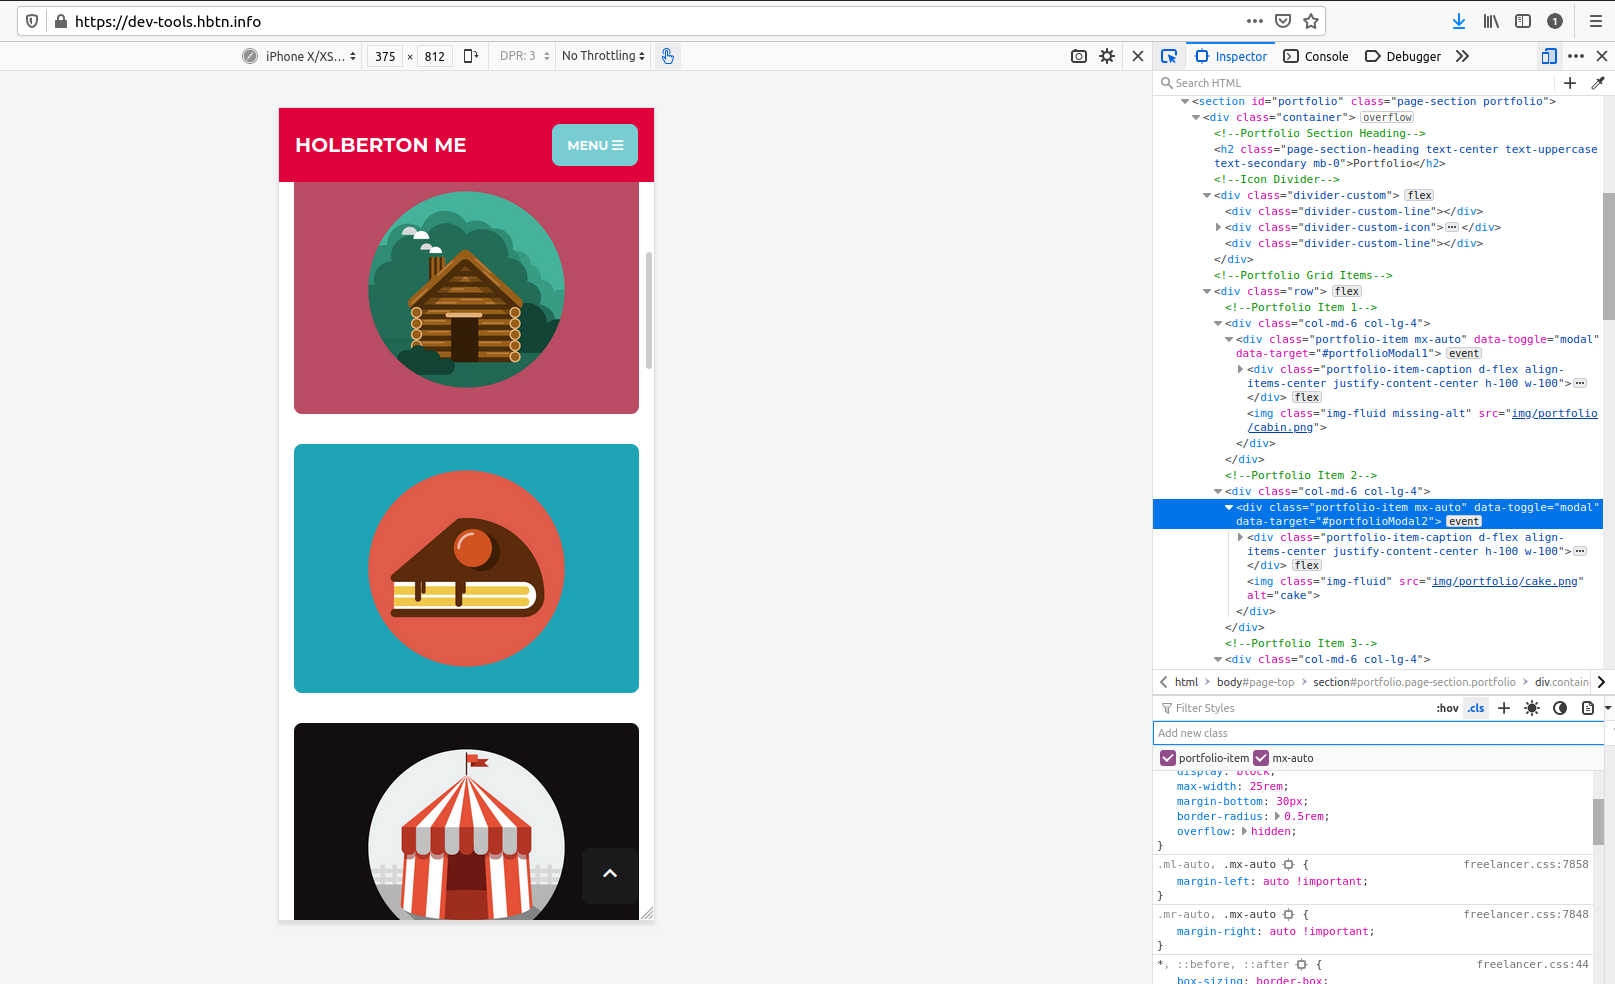 https://dev-tools.hbtn.info
1
iPhone X/XS...
375 × 812
DPR: 3
No Throttling
Inspector
Console
Debugger
Search HTML
HOLBERTON ME
MENU
<section id="portfolio" class="page-section portfolio">
<div class="container"> overflow
<!--Portfolio Section Heading-->
<h2 class="page-section-heading text-center text-uppercase
text-secondary mb-0">Portfolio</h2>
<!--Icon Divider-->
<div class="divider-custom"> flex
<div class="divider-custom-line"></div>
<div class="divider-custom-icon">...</div>
<div class="divider-custom-line"></div>
</div>
<!--Portfolio Grid Items-->
<div class="row"> flex
<!--Portfolio Item 1-->
<div class="col-md-6 col-lg-4">
<div class="portfolio-item mx-auto" data-toggle="modal"
data-target="#portfolioModal1"> event
<div class="portfolio-item-caption d-flex align-
items-center justify-content-center h-100 w-100">...
</div> flex
<img class="img-fluid missing-alt" src="img/portfolio
/cabin.png">
</div>
</div>
<!--Portfolio Item 2-->
<div class="col-md-6 col-lg-4">
<div class="portfolio-item mx-auto" data-toggle="modal"
data-target="#portfolioModal2"> event
<div class="portfolio-item-caption d-flex align-
items-center justify-content-center h-100 w-100">...
</div> flex
<img class="img-fluid" src="img/portfolio/cake.png"
alt="cake">
</div>
</div>
<!--Portfolio Item 3-->
<div class="col-md-6 col-lg-4">
html > body#page-top > section#portfolio.page-section.portfolio > div.contain
Filter Styles
:hov .cls
Add new class
portfolio-item mx-auto
display: block;
max-width: 25rem;
margin-bottom: 30px;
border-radius: 0.5rem;
overflow: hidden;
}
.ml-auto, .mx-auto { freelancer.css:7858
margin-left: auto !important;
}
.mr-auto, .mx-auto { freelancer.css:7848
margin-right: auto !important;
}
*, ::before, ::after { freelancer.css:44
box-sizing: border-box;